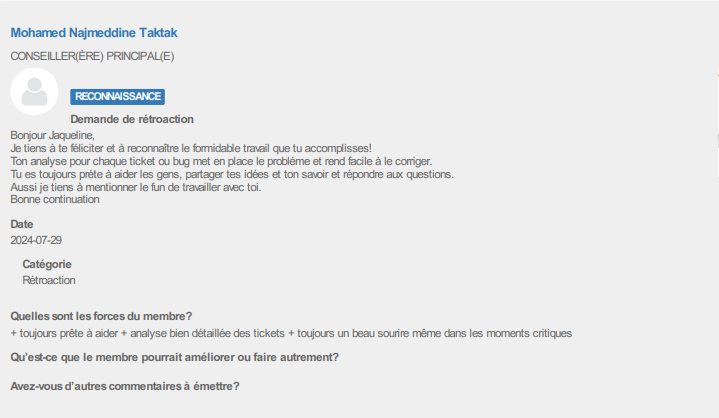 Mohamed Najmeddine Taktak
CONSEILLER(ÈRE) PRINCIPAL(E)
RECONNAISSANCE
Demande de rétroaction
Bonjour Jaqueline,
Je tiens à te féliciter et à reconnaître le formidable travail que tu accomplisses!
Ton analyse pour chaque ticket ou bug met en place le probléme et rend facile à le corriger.
Tu es toujours prête à aider les gens, partager tes idées et ton savoir et répondre aux questions.
Aussi je tiens à mentionner le fun de travailler avec toi.
Bonne continuation
Date
2024-07-29
Catégorie
Rétroaction
Quelles sont les forces du membre?
+ toujours prête à aider + analyse bien détaillée des tickets + toujours un beau sourire même dans les moments critiques
Qu'est-ce que le membre pourrait améliorer ou faire autrement?
Avez-vous d'autres commentaires à émettre?